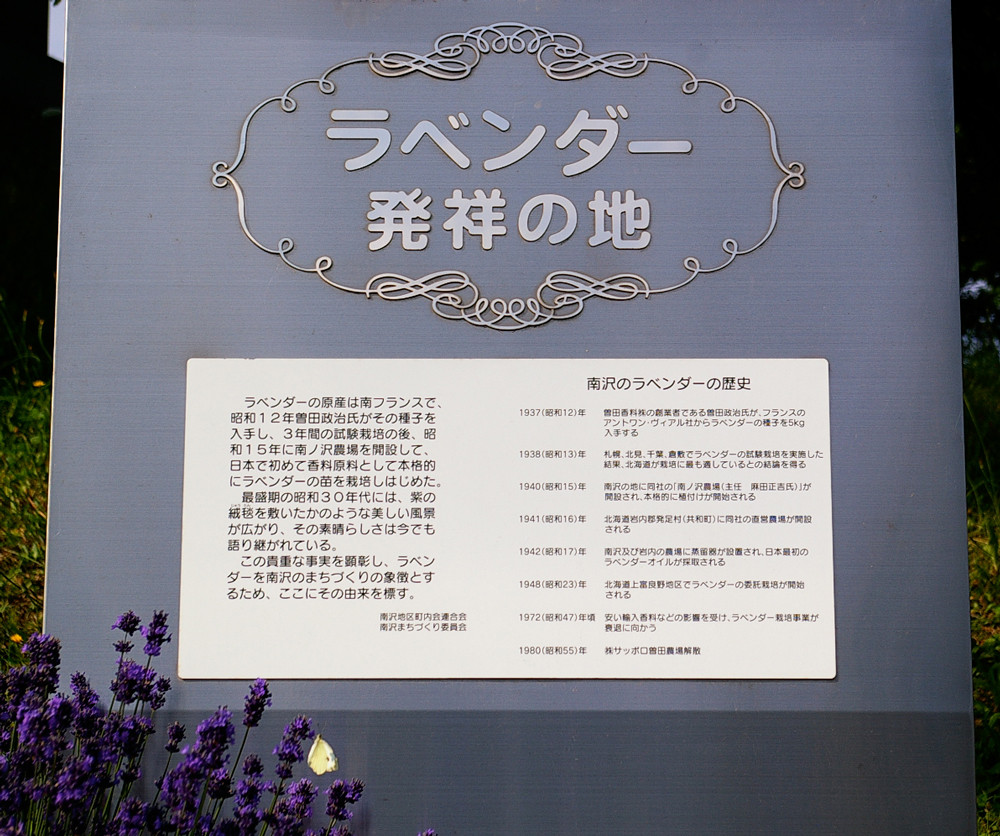 ラベンダー
発祥の地
ラベンダーの原産は南フランスで、
昭和12年曽田政治氏がその種子を
入手し、3年間の試験栽培の後、昭
和15年に南ノ沢農場を開設して、
日本で初めて香料原料として本格的
にラベンダーの苗を栽培しはじめた。
最盛期の昭和30年代には、紫の
絨毯を敷いたかのような美しい風景
が広がり、その素晴らしさは今でも
語り継がれている。
この貴重な事実を顕彰し、ラベン
ダーを南沢のまちづくりの象徴とす
るため、ここにその由来を標す。
南沢地区町内会連合会
南沢まちづくり委員会
南沢のラベンダーの歴史
1937(昭和12)年 曽田香料㈱の創業者である曽田政治氏が、フランスの
アントワン・ヴィアル社からラベンダーの種子を5kg
入手する
1938(昭和13)年 札幌、北見、千葉、倉敷でラベンダーの試験栽培を実施した
結果、北海道が栽培に最も適しているとの結論を得る
1940(昭和15)年 南沢の地に同社の「南ノ沢農場(主任 麻田正吉氏)」が
開設され、本格的に植付けが開始される
1941(昭和16)年 北海道岩内郡発足村(共和町)に同社の直営農場が開設
される
1942(昭和17)年 南沢及び岩内の農場に蒸留器が設置され、日本最初の
ラベンダーオイルが採取される
1948(昭和23)年 北海道上富良野地区でラベンダーの委託栽培が開始
される
1972(昭和47)年頃 安い輸入香料などの影響を受け、ラベンダー栽培事業が
衰退に向かう
1980(昭和55)年 ㈱サッポロ曽田農場解散